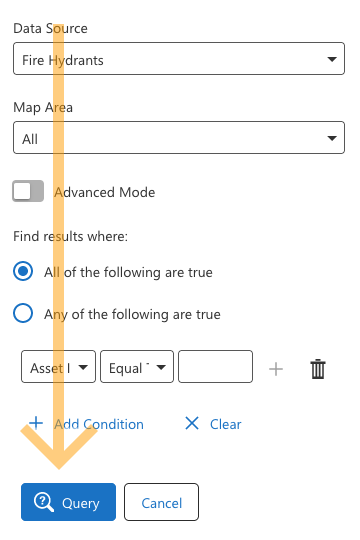 Data Source
Fire Hydrants
Map Area
All
Advanced Mode
Find results where:
All of the following are true
Any of the following are true
Asset I Equal
Add Condition Clear
Query Cancel